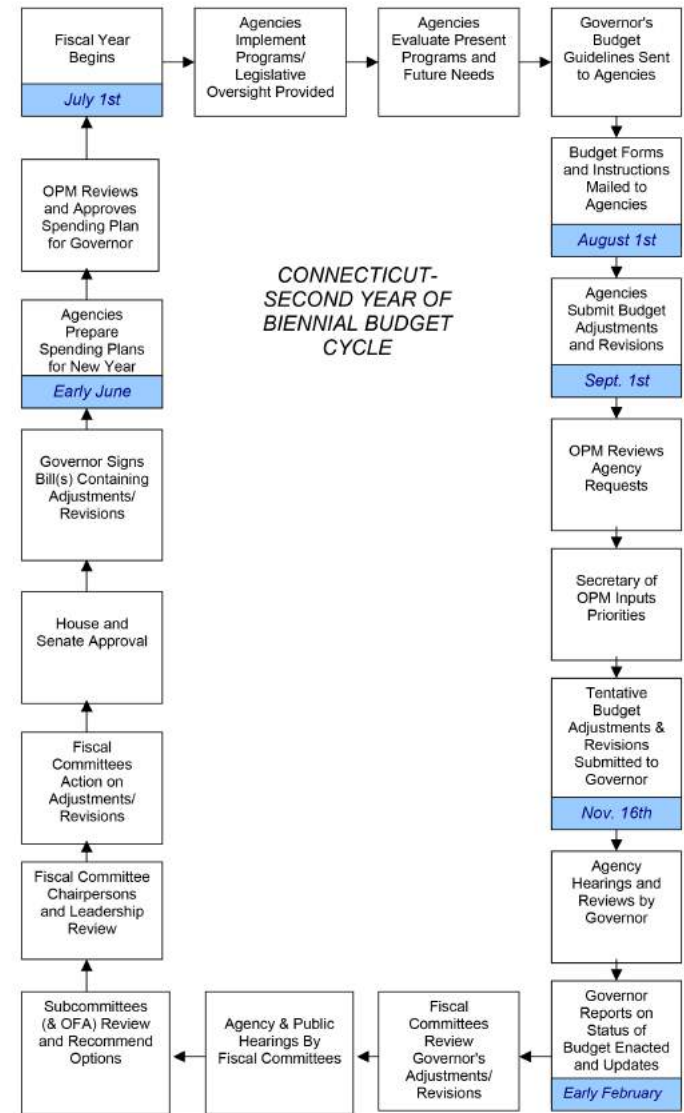 Fiscal Year
Begins
July 1st
Agencies
Implement
Programs/
Legislative
Oversight Provided
Agencies
Evaluate Present
Programs and
Future Needs
Governor's
Budget
Guidelines Sent
to Agencies
Budget Forms
and Instructions
Mailed to
Agencies
August 1st
Agencies
Submit Budget
Adjustments
and Revisions
Sept. 1st
OPM Reviews
Agency
Requests
Secretary of
OPM Inputs
Priorities
Tentative
Budget
Adjustments &
Revisions
Submitted to
Governor
Nov. 16th
Agency
Hearings and
Reviews by
Governor
Governor
Reports on
Status of
Budget Enacted
and Updates
Early February
Fiscal
Committees
Review
Governor's
Adjustments/
Revisions
Agency & Public
Hearings By
Fiscal Committees
Subcommittees
(& OFA) Review
and Recommend
Options
Fiscal Committee
Chairpersons
and Leadership
Review
Fiscal
Committees
Action on
Adjustments/
Revisions
House and
Senate Approval
Governor Signs
Bill(s) Containing
Adjustments/
Revisions
Agencies
Prepare
Spending Plans
for New Year
Early June
OPM Reviews
and Approves
Spending Plan
for Governor
CONNECTICUT-
SECOND YEAR OF
BIENNIAL BUDGET
CYCLE